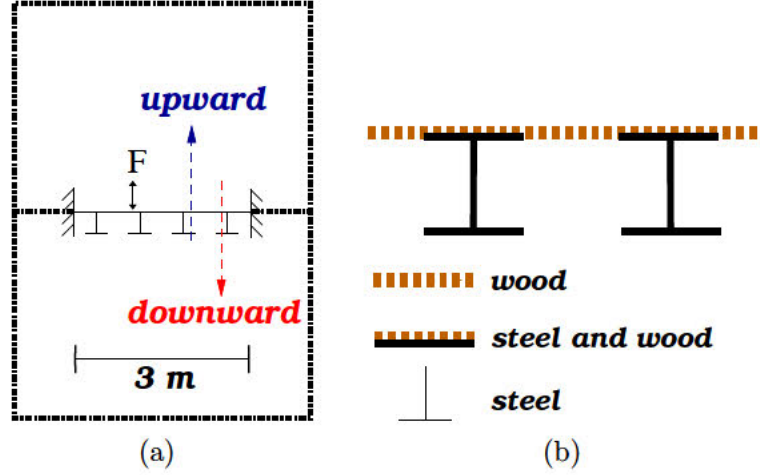 upward
F
downward
3 m
(a)
wood
steel and wood
steel
(b)